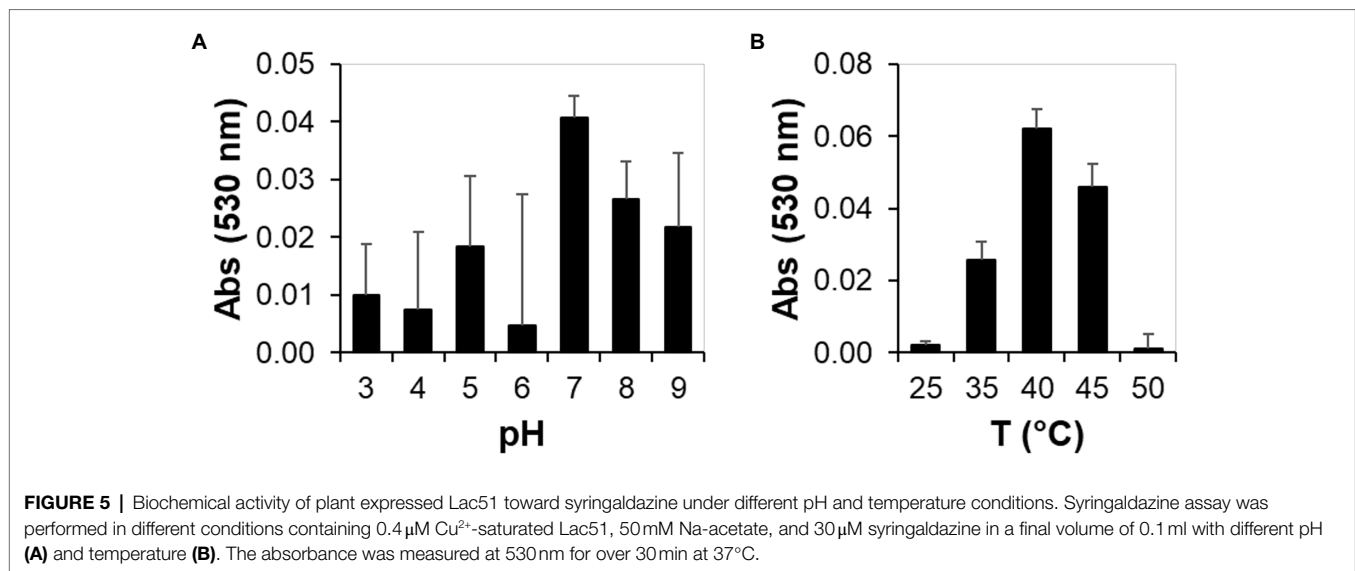 A
B
0.05
0.04
0.03
0.02
0.01
0.00
Abs (530 nm)
3 4 5 6 7 8 9
pH
0.08
0.06
0.04
0.02
0.00
Abs (530 nm)
25 35 40 45 50
T (°C)
FIGURE 5 | Biochemical activity of plant expressed Lac51 toward syringaldazine under different pH and temperature conditions. Syringaldazine assay was
performed in different conditions containing 0.4 μM Cu²⁺-saturated Lac51, 50 mM Na-acetate, and 30 μM syringaldazine in a final volume of 0.1 ml with different pH
(A) and temperature (B). The absorbance was measured at 530 nm for over 30 min at 37°C.